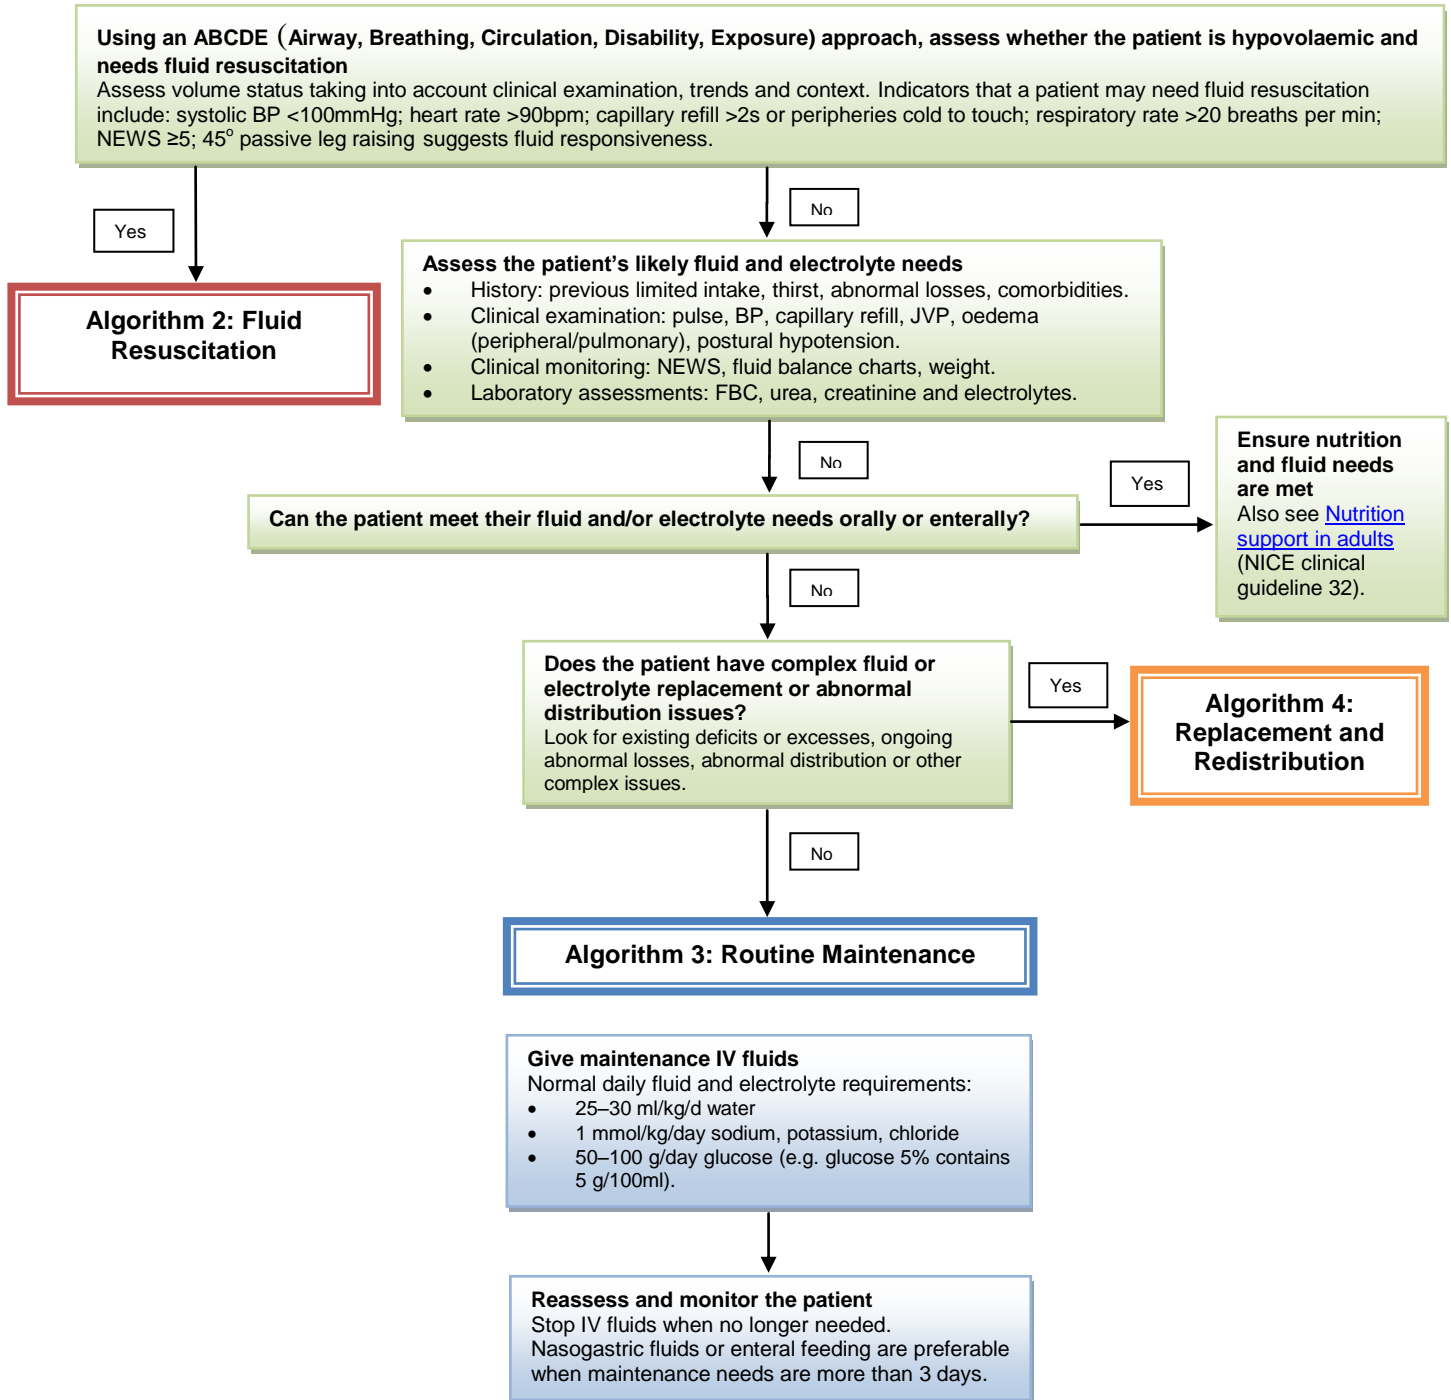 Using an ABCDE (Airway, Breathing, Circulation, Disability, Exposure) approach, assess whether the patient is hypovolaemic and
needs fluid resuscitation
Assess volume status taking into account clinical examination, trends and context. Indicators that a patient may need fluid resuscitation
include: systolic BP <100mmHg; heart rate >90bpm; capillary refill >2s or peripheries cold to touch; respiratory rate >20 breaths per min;
NEWS ≥5; 45° passive leg raising suggests fluid responsiveness.
Yes
No
Algorithm 2: Fluid
Resuscitation
Assess the patient's likely fluid and electrolyte needs
• History: previous limited intake, thirst, abnormal losses, comorbidities.
• Clinical examination: pulse, BP, capillary refill, JVP, oedema
(peripheral/pulmonary), postural hypotension.
• Clinical monitoring: NEWS, fluid balance charts, weight.
• Laboratory assessments: FBC, urea, creatinine and electrolytes.
No
Can the patient meet their fluid and/or electrolyte needs orally or enterally?
Yes
Ensure nutrition
and fluid needs
are met
Also see Nutrition
support in adults
(NICE clinical
guideline 32).
No
Does the patient have complex fluid or
electrolyte replacement or abnormal
distribution issues?
Look for existing deficits or excesses, ongoing
abnormal losses, abnormal distribution or other
complex issues.
Yes
Algorithm 4:
Replacement and
Redistribution
No
Algorithm 3: Routine Maintenance
Give maintenance IV fluids
Normal daily fluid and electrolyte requirements:
• 25–30 ml/kg/d water
• 1 mmol/kg/day sodium, potassium, chloride
• 50–100 g/day glucose (e.g. glucose 5% contains
5 g/100ml).
Reassess and monitor the patient
Stop IV fluids when no longer needed.
Nasogastric fluids or enteral feeding are preferable
when maintenance needs are more than 3 days.